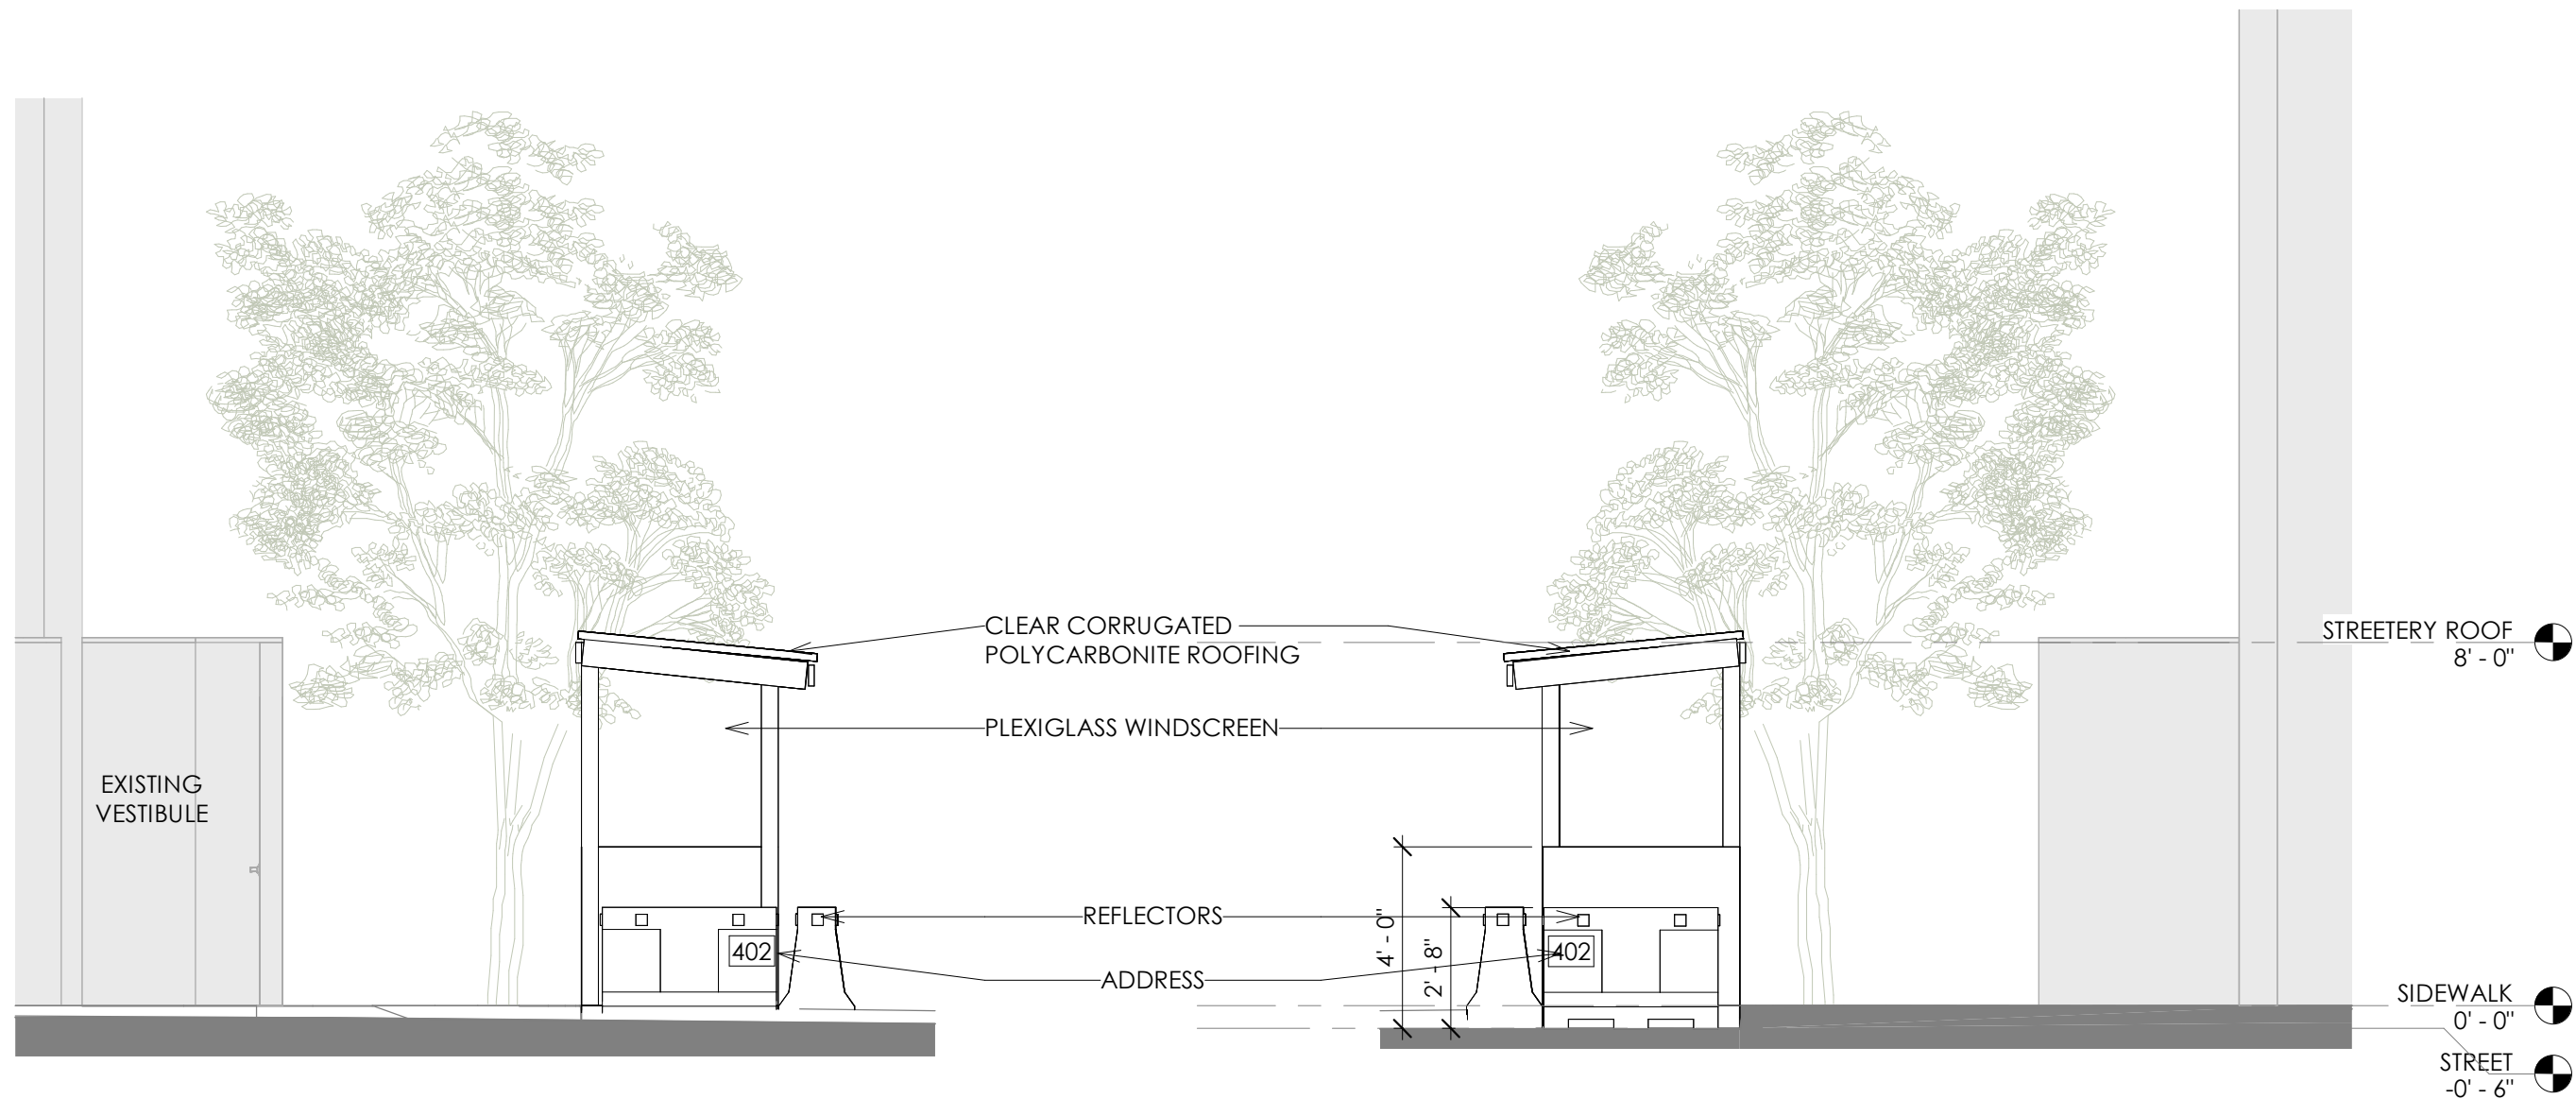 CLEAR CORRUGATED
POLYCARBONITE ROOFING
STREETERY ROOF
8' - 0"
PLEXIGLASS WINDSCREEN
EXISTING
VESTIBULE
REFLECTORS
4' - 0"
2' - 8"
402
402
ADDRESS
SIDEWALK
0' - 0"
STREET
-0' - 6"